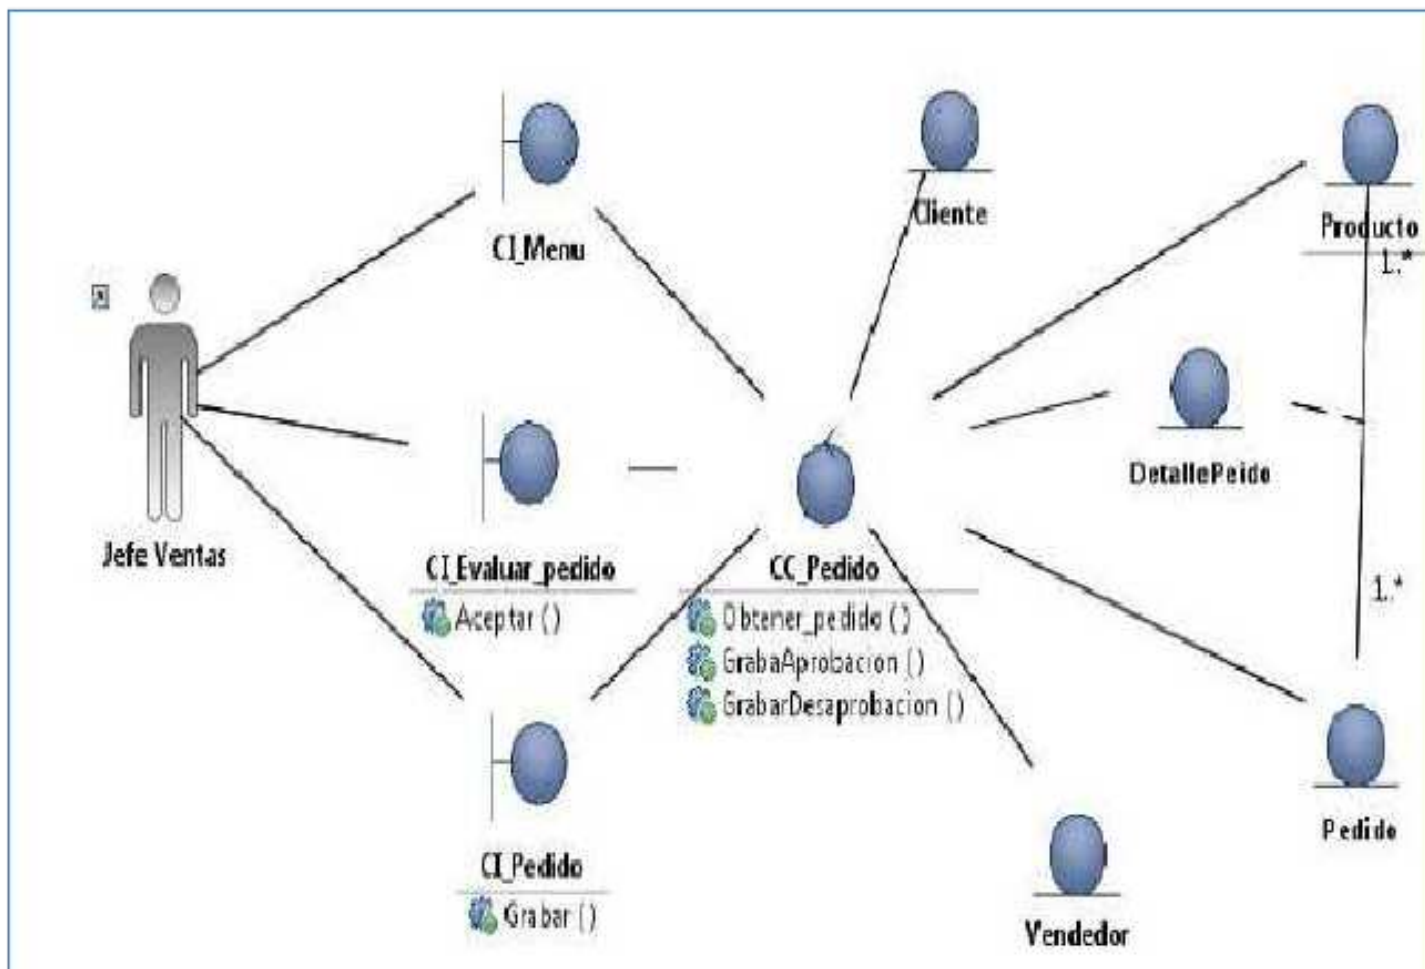 CI_Menu
Cliente
Producto
1..*
DetallePeido
Jefe Ventas
CI_Evaluar_pedido
Aceptar ()
CC_Pedido
Obtener_pedido ()
GrabaAprobacion ()
GrabarDesaprobacion ()
1..*
Pedido
CI_Pedido
Grabar ()
Vendedor